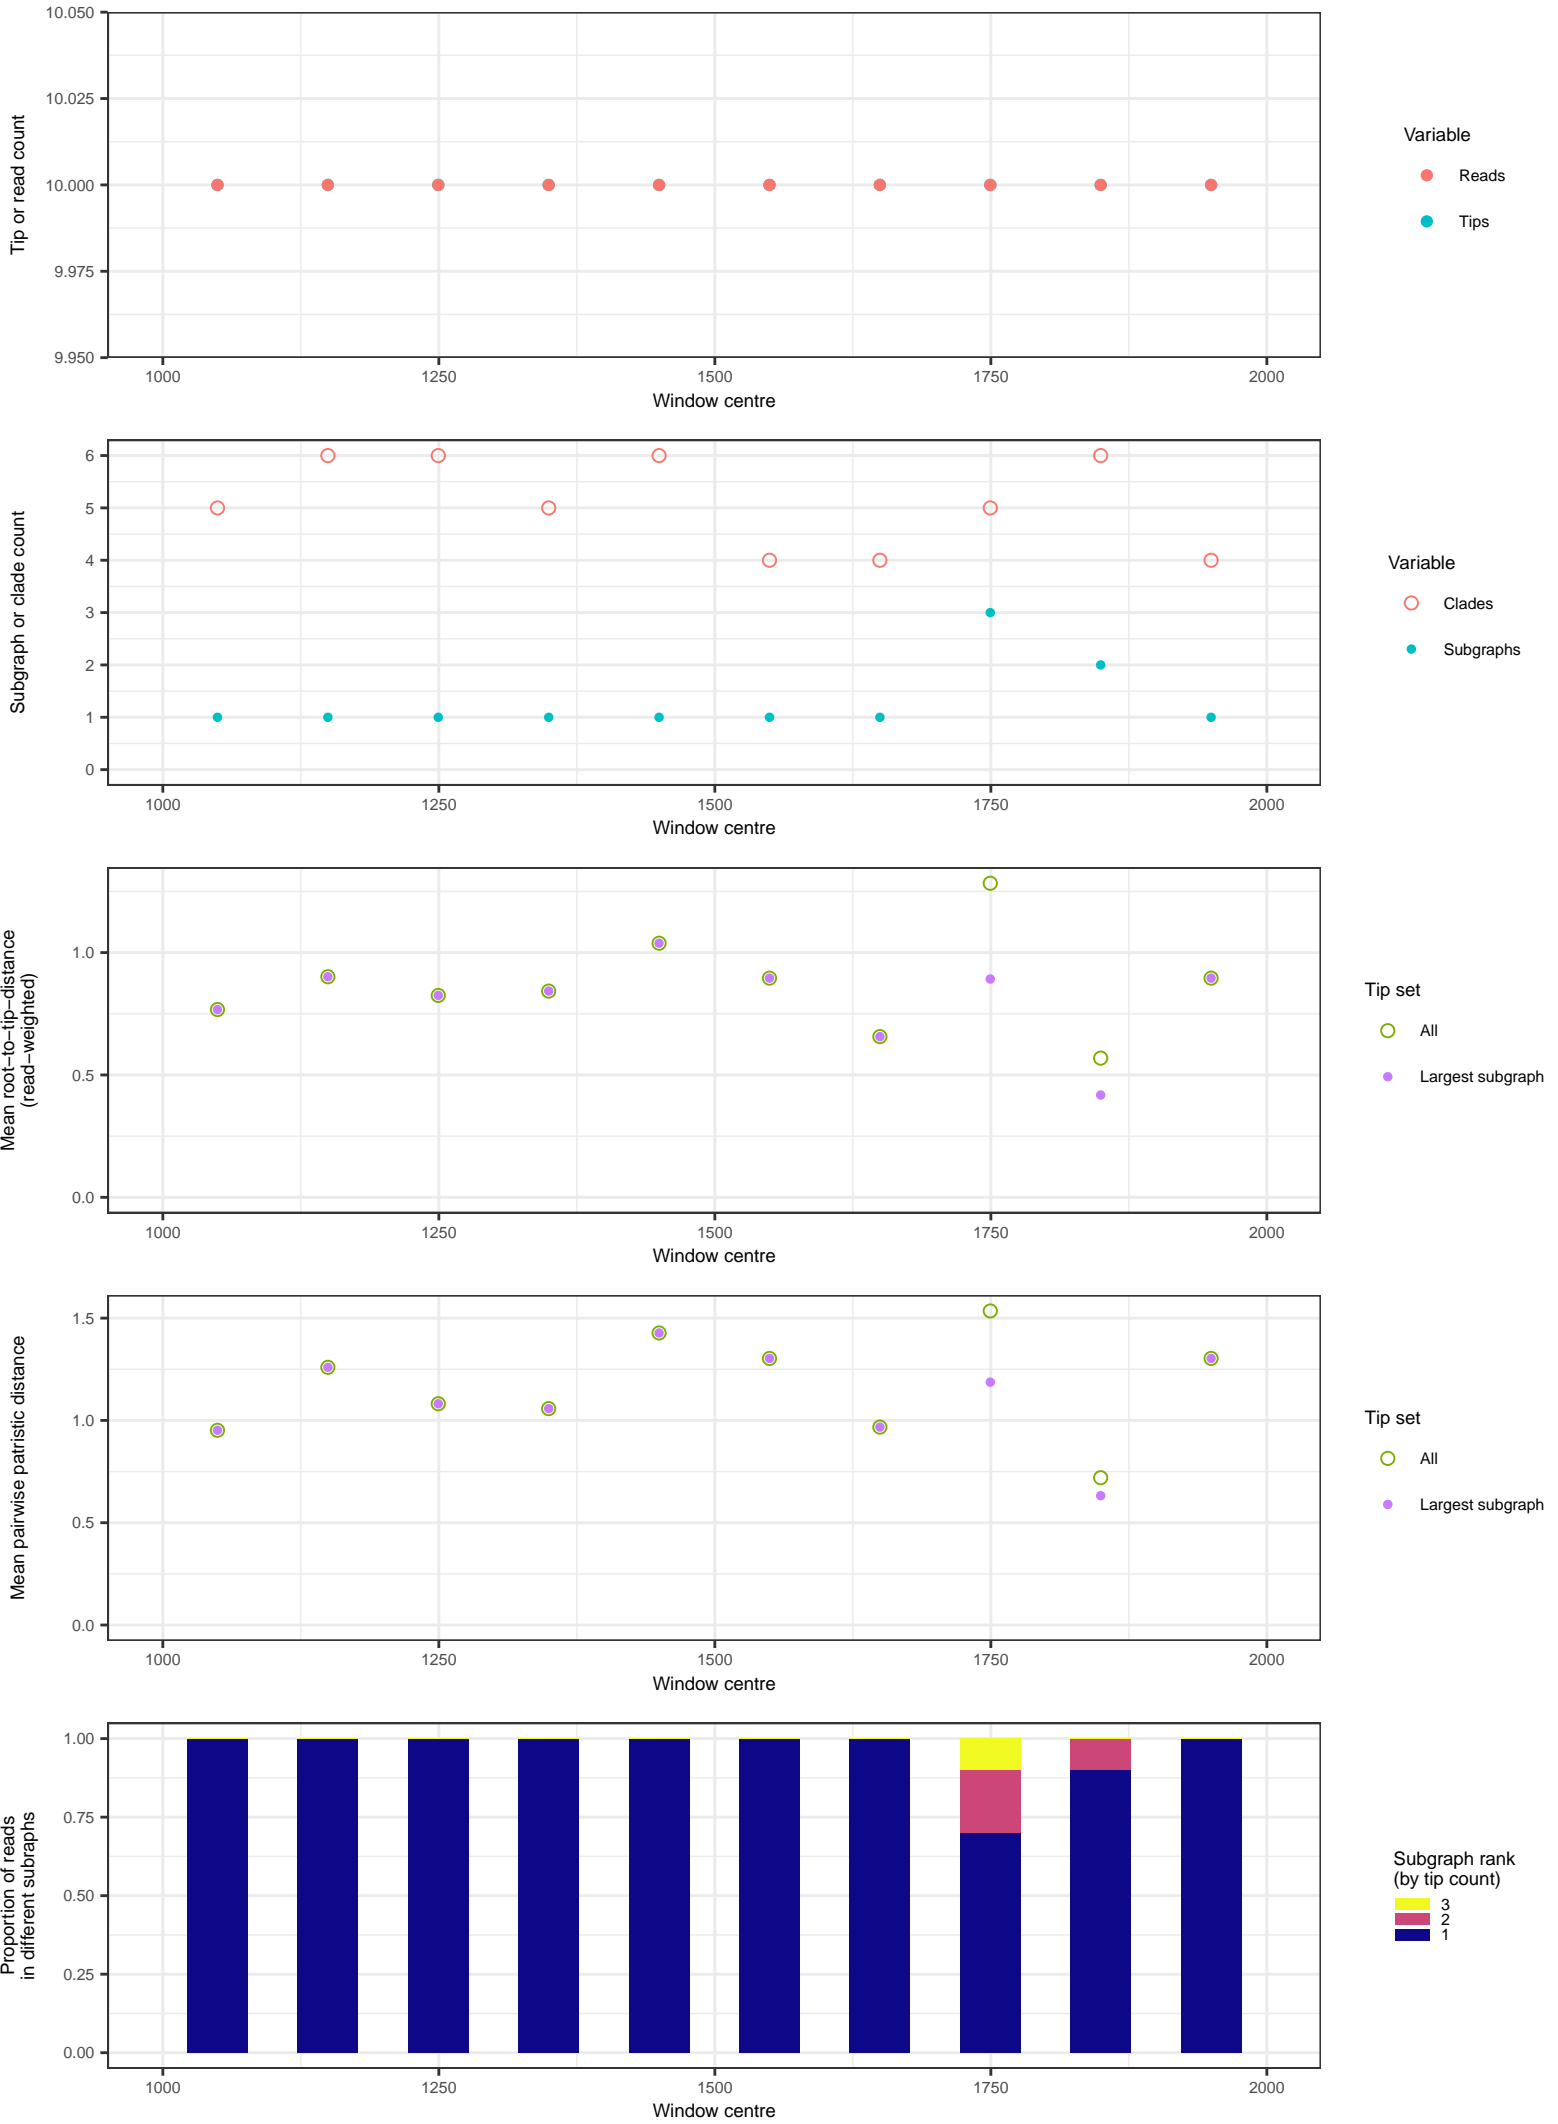 10.050
10.025
10.000
9.975
9.950
Tip or read count
1000 1250 1500 1750 2000
Window centre
Variable
Reads
Tips
6
5
4
3
2
1
0
Subgraph or clade count
1000 1250 1500 1750 2000
Window centre
Variable
Clades
Subgraphs
1.0
0.5
0.0
Mean root−to−tip−distance
(read−weighted)
1000 1250 1500 1750 2000
Window centre
Tip set
All
Largest subgraph
1.5
1.0
0.5
0.0
Mean pairwise patristic distance
1000 1250 1500 1750 2000
Window centre
Tip set
All
Largest subgraph
1.00
0.75
0.50
0.25
0.00
Proportion of reads
in different subraphs
1000 1250 1500 1750 2000
Window centre
Subgraph rank
(by tip count)
3
2
1